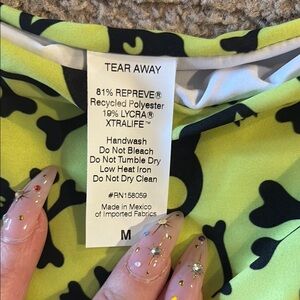 TEAR AWAY
81% REPREVE®
Recycled Polyester
19% LYCRA®
XTRALIFE™
Handwash
Do Not Bleach
Do Not Tumble Dry
Low Heat Iron
Do Not Dry Clean
#RN158059
Made in Mexico
of Imported Fabrics
M